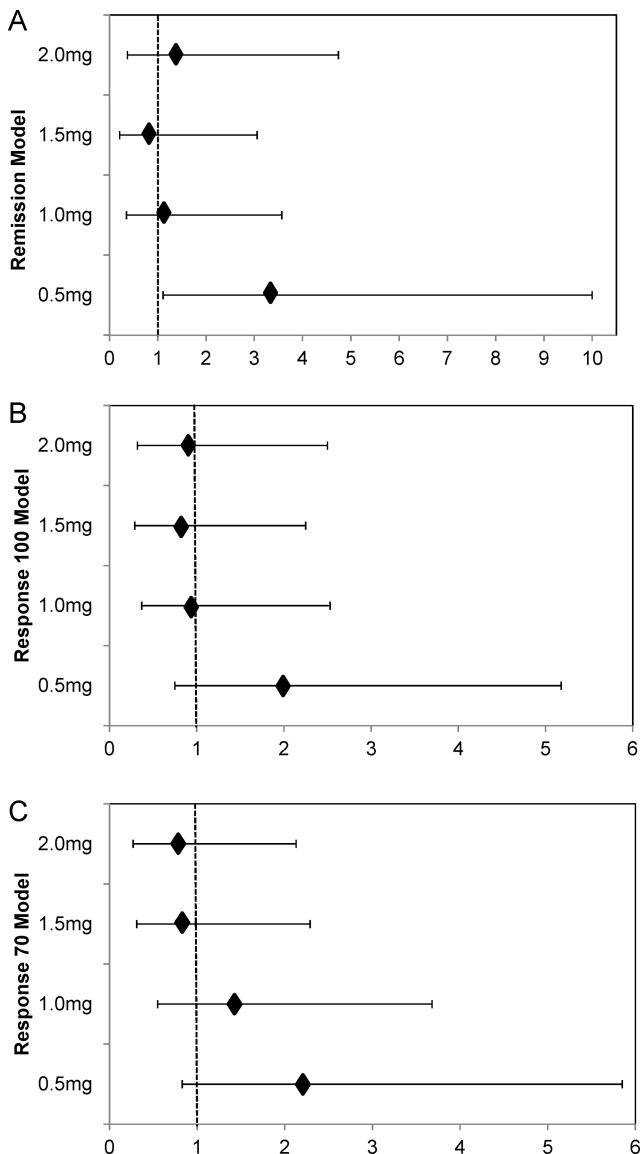 A
Remission Model
2.0mg
1.5mg
1.0mg
0.5mg
0 1 2 3 4 5 6 7 8 9 10
B
Response 100 Model
2.0mg
1.5mg
1.0mg
0.5mg
0 1 2 3 4 5 6
C
Response 70 Model
2.0mg
1.5mg
1.0mg
0.5mg
0 1 2 3 4 5 6